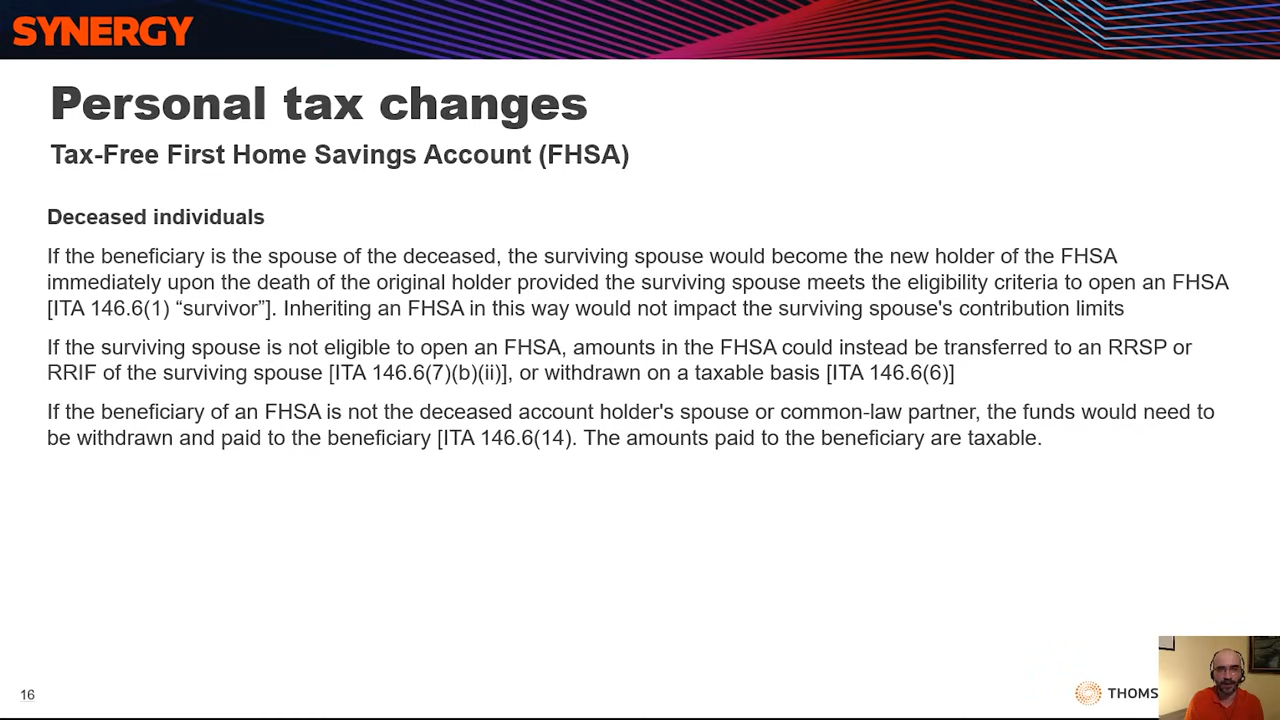 SYNERGY
Personal tax changes
Tax-Free First Home Savings Account (FHSA)
Deceased individuals
If the beneficiary is the spouse of the deceased, the surviving spouse would become the new holder of the FHSA
immediately upon the death of the original holder provided the surviving spouse meets the eligibility criteria to open an FHSA
[ITA 146.6(1) “survivor”]. Inheriting an FHSA in this way would not impact the surviving spouse's contribution limits
If the surviving spouse is not eligible to open an FHSA, amounts in the FHSA could instead be transferred to an RRSP or
RRIF of the surviving spouse [ITA 146.6(7)(b)(ii)], or withdrawn on a taxable basis [ITA 146.6(6)]
If the beneficiary of an FHSA is not the deceased account holder's spouse or common-law partner, the funds would need to
be withdrawn and paid to the beneficiary [ITA 146.6(14). The amounts paid to the beneficiary are taxable.
16
THOMS